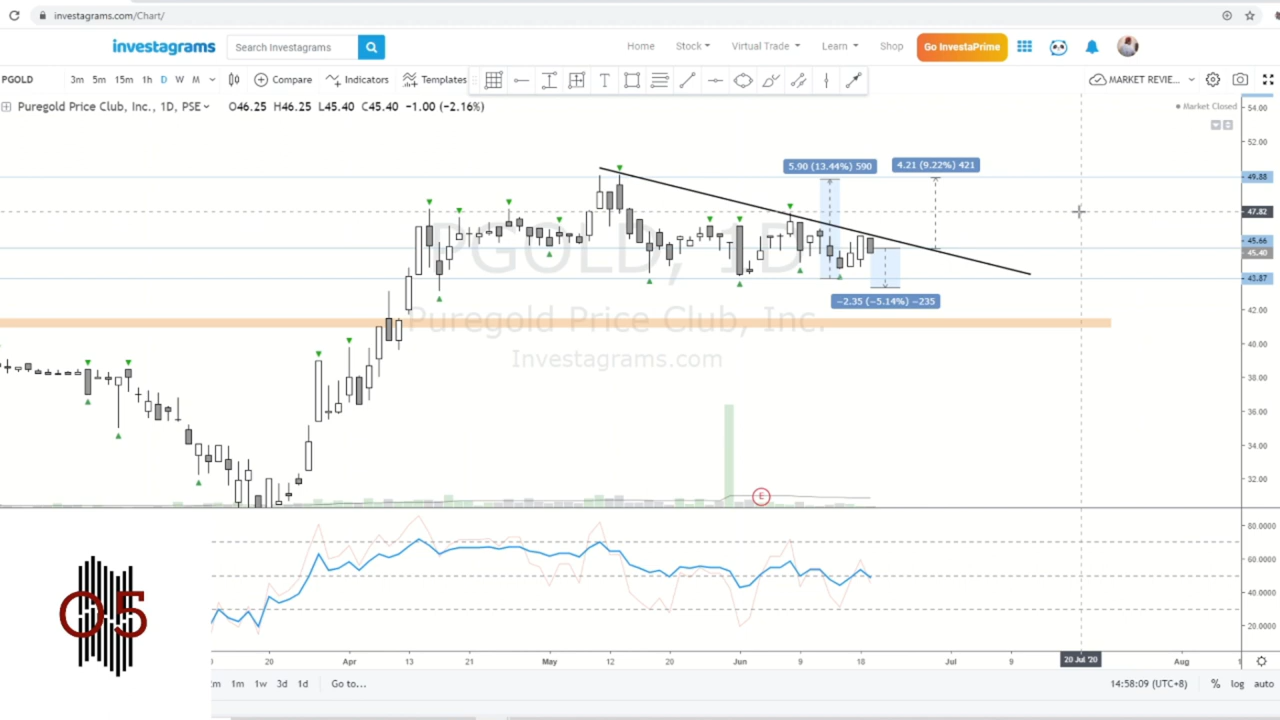 investagrams.com/Chart/
investagrams
Search Investagrams
Home Stock Virtual Trade Learn Shop Go InvestaPrime
PGOLD 3m 5m 15m 1h D W M Compare Indicators Templates T MARKET REVIE...
Puregold Price Club, Inc., 1D, PSE O46.25 H46.25 L45.40 C45.40 -1.00 (-2.16%)
Market Closed
54.00
52.00
5.90 (13.44%) 590
4.21 (9.22%) 421
49.88
47.82
PGOLD, 1D
45.66
45.40
43.87
−2.35 (−5.14%) −235
42.00
Puregold Price Club, Inc.
40.00
Investagrams.com
38.00
36.00
34.00
32.00
E
80.0000
60.0000
40.0000
20.0000
05
20 Apr 13 21 May 12 20 Jun 9 18 Jul 9 20 Jul '20 Aug
1m 1w 3d 1d Go to... 14:58:09 (UTC+8) % log auto